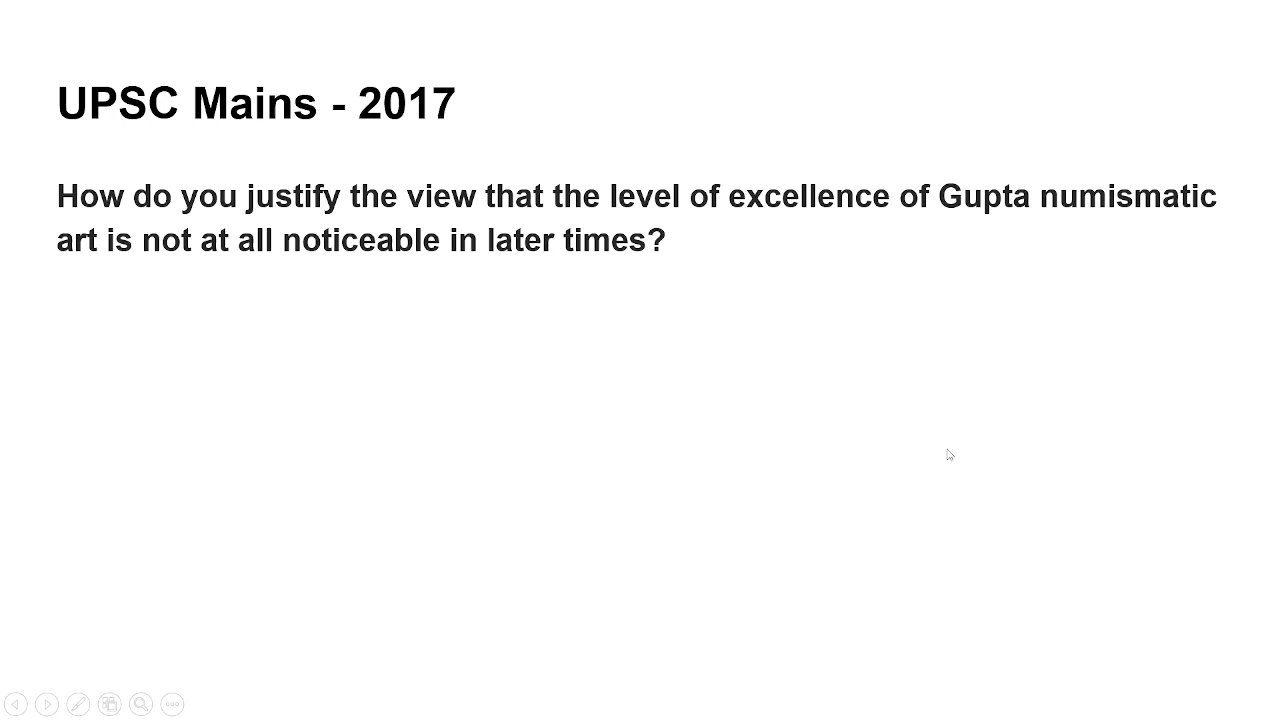 UPSC Mains - 2017
How do you justify the view that the level of excellence of Gupta numismatic
art is not at all noticeable in later times?